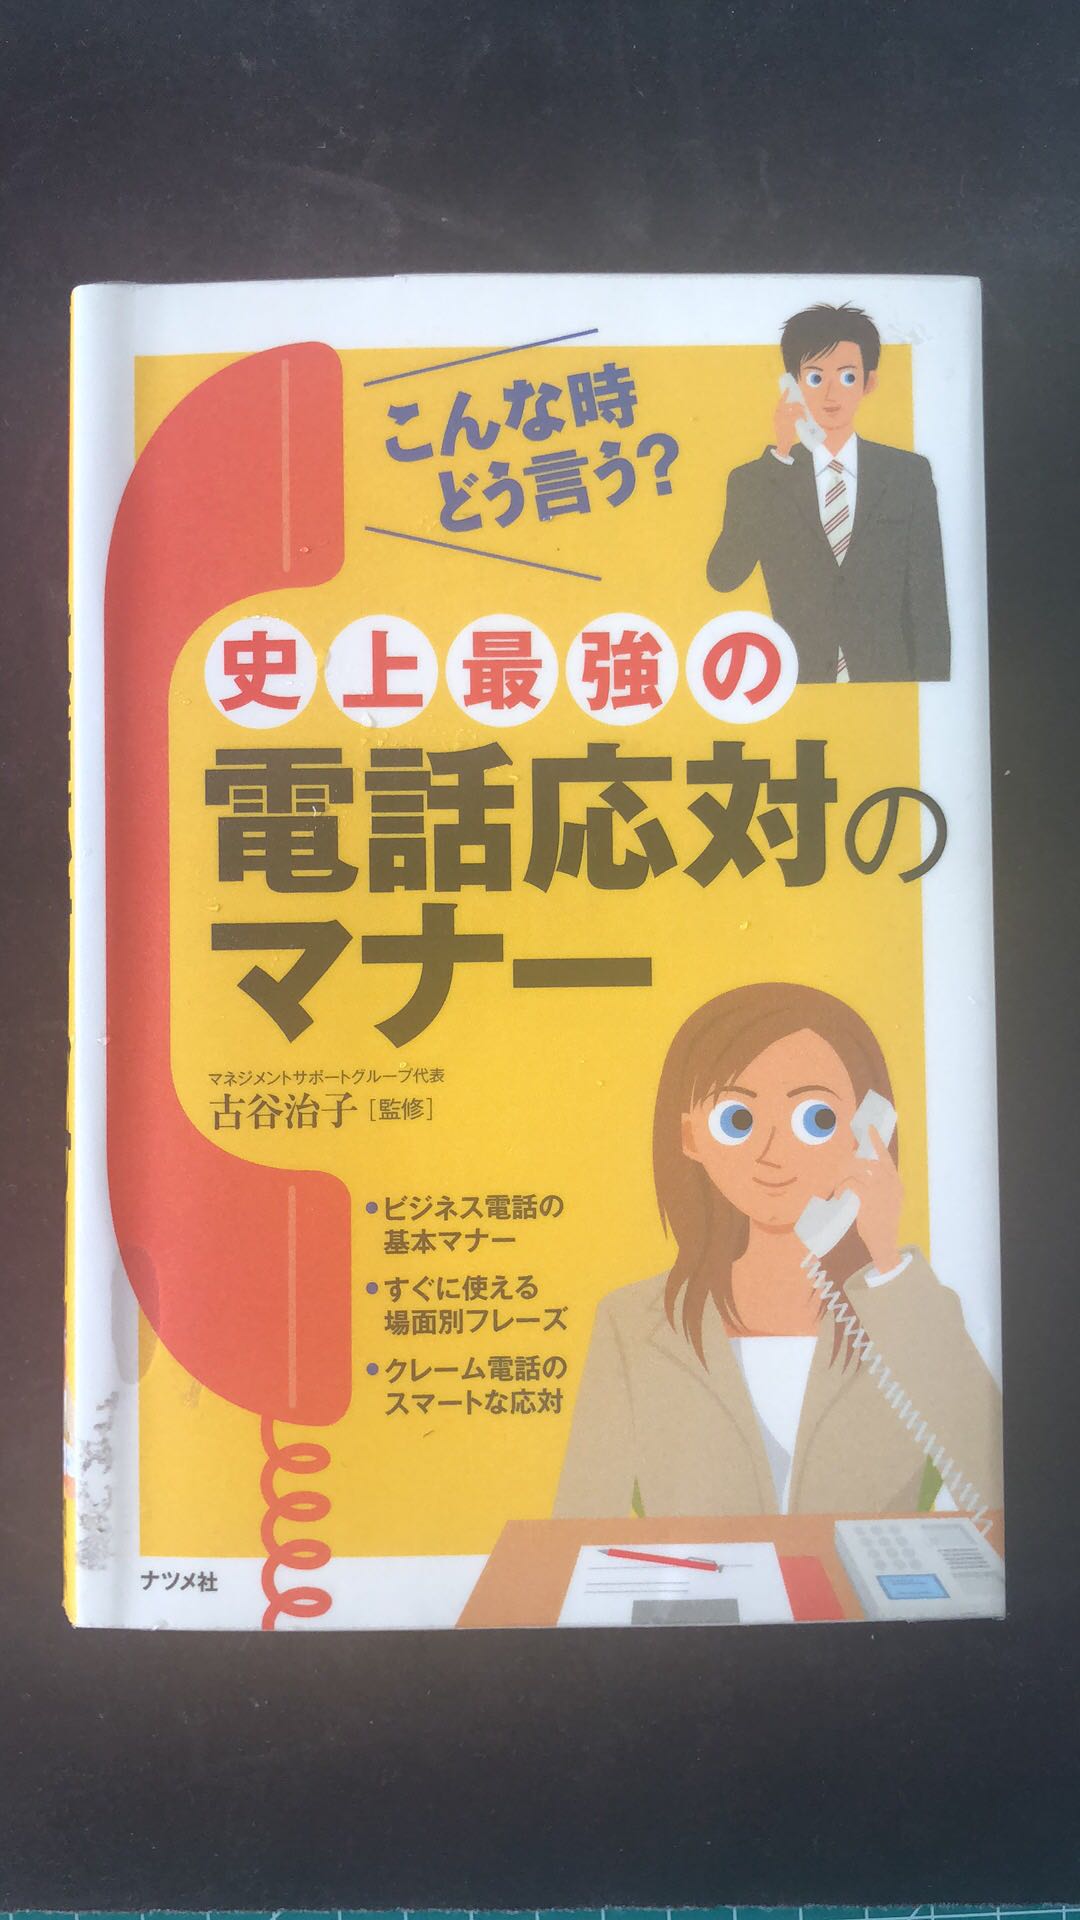 こんな時
どう言う?
史上最強の
電話応対の
マナー
マネジメントサポートグループ代表
古谷治子[監修]
•ビジネス電話の
基本マナー
•すぐに使える
場面別フレーズ
•クレーム電話の
スマートな応対
ナツメ社